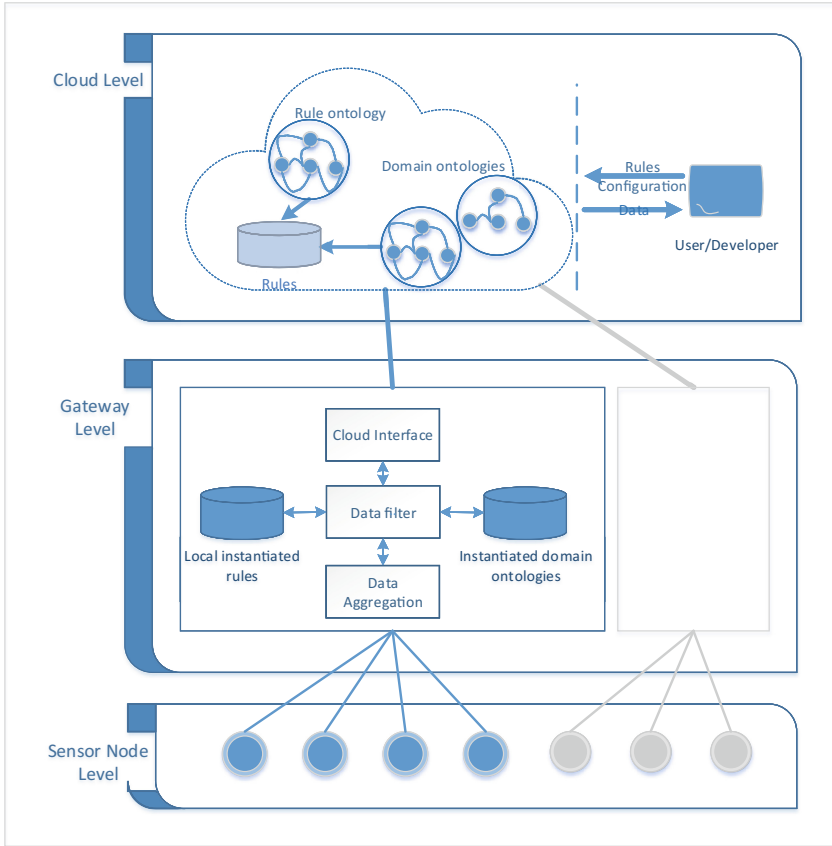 Cloud Level
Rule ontology
Domain ontologies
Rules
Configuration
Data
User/Developer
Rules
Gateway
Level
Cloud Interface
Data filter
Local instantiated
rules
Instantiated domain
ontologies
Data
Aggregation
Sensor Node
Level